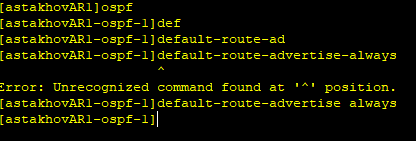 [astakhovAR1]ospf
[astakhovAR1-ospf-1]def
[astakhovAR1-ospf-1]default-route-ad
[astakhovAR1-ospf-1]default-route-advertise-always
^
Error: Unrecognized command found at '^' position.
[astakhovAR1-ospf-1]default-route-advertise always
[astakhovAR1-ospf-1]